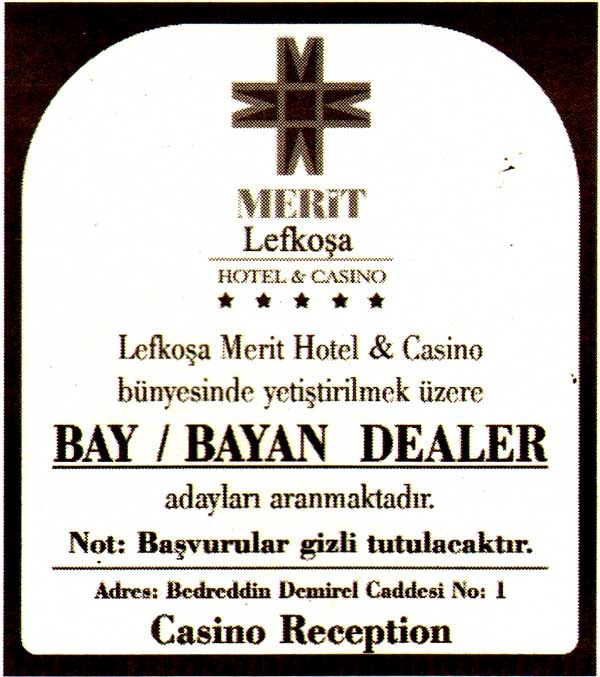 MERİT
Lefkoşa
HOTEL & CASINO
Lefkoşa Merit Hotel & Casino
bünyesinde yetiştirilmek üzere
BAY / BAYAN DEALER
adayları aranmaktadır.
Not: Başvurular gizli tutulacaktır.
Adres: Bedreddin Demirel Caddesi No: 1
Casino Reception